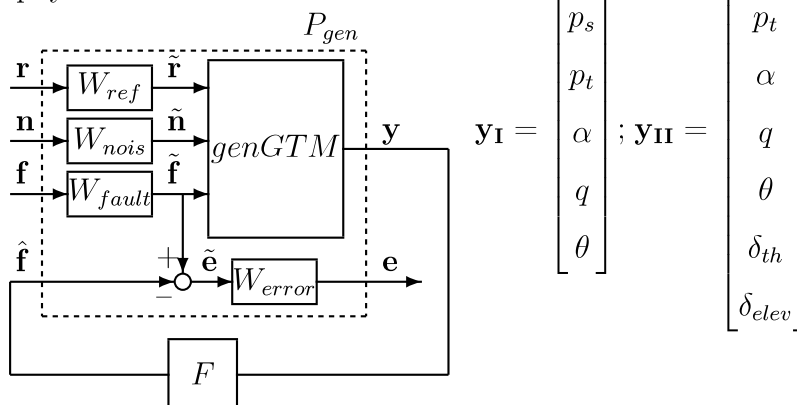 P_gen
r W_ref r̃
n W_nois ñ
f W_fault f̃
genGTM
y
f̂ + − ẽ W_error e
F
y_I = [p_s p_t α q θ] ; y_II = [p_t α q θ δ_th δ_elev]